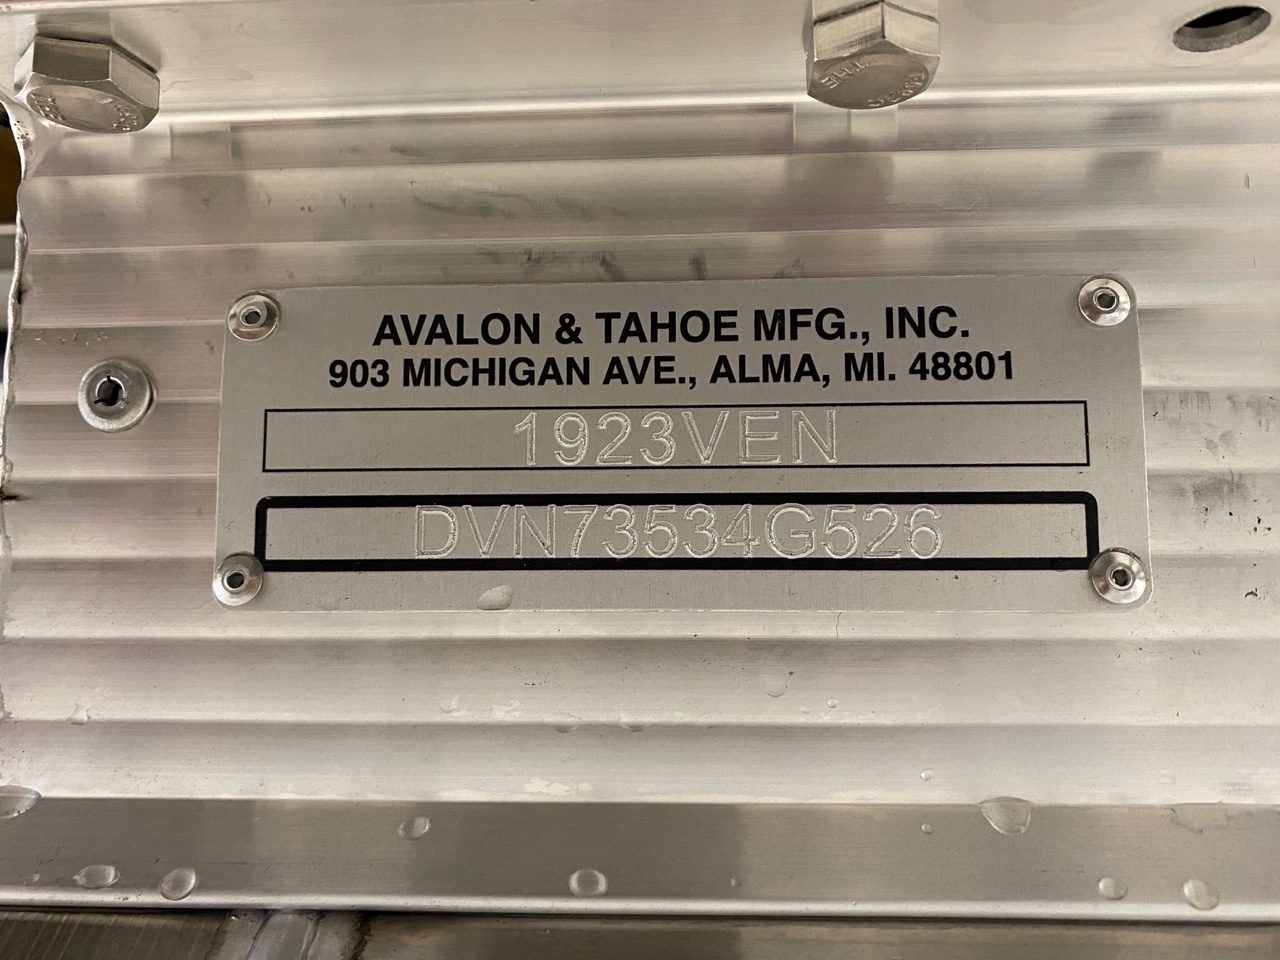 AVALON & TAHOE MFG., INC.
903 MICHIGAN AVE., ALMA, MI. 48801
1923VEN
DVN73534G526